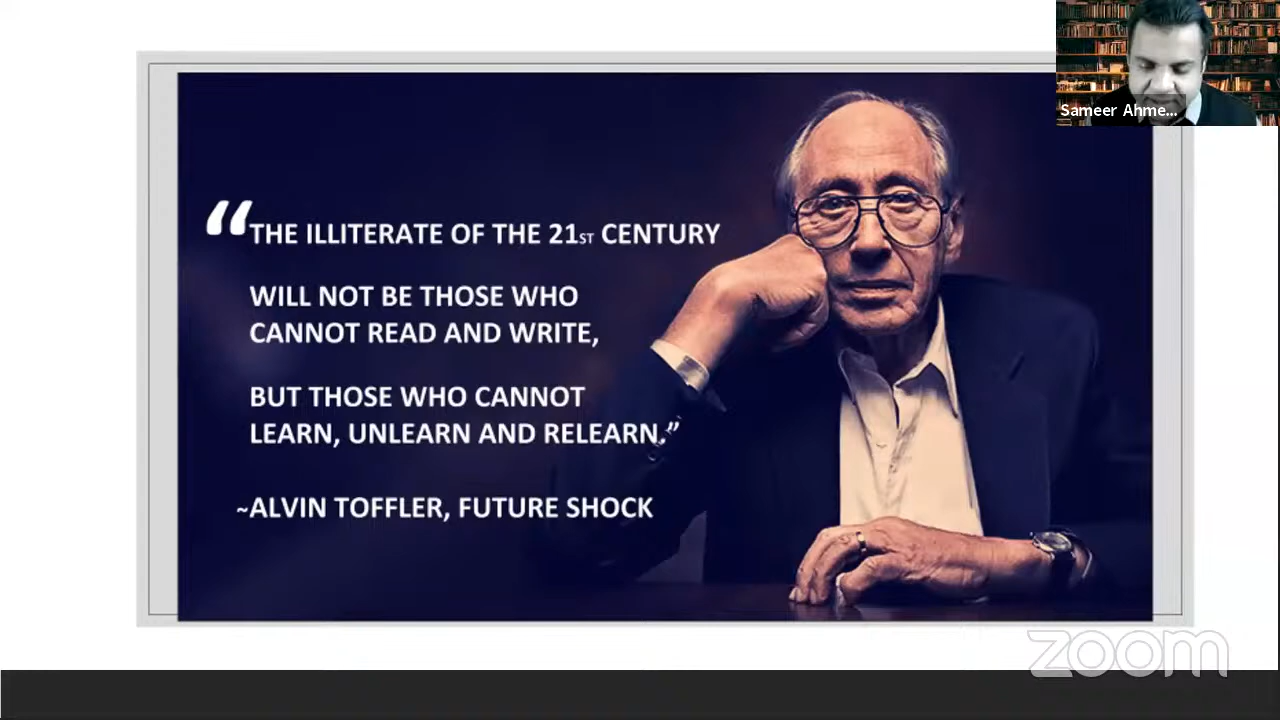 Sameer Ahme...
“THE ILLITERATE OF THE 21ST CENTURY
WILL NOT BE THOSE WHO
CANNOT READ AND WRITE,
BUT THOSE WHO CANNOT
LEARN, UNLEARN AND RELEARN.”
~ALVIN TOFFLER, FUTURE SHOCK
zoom